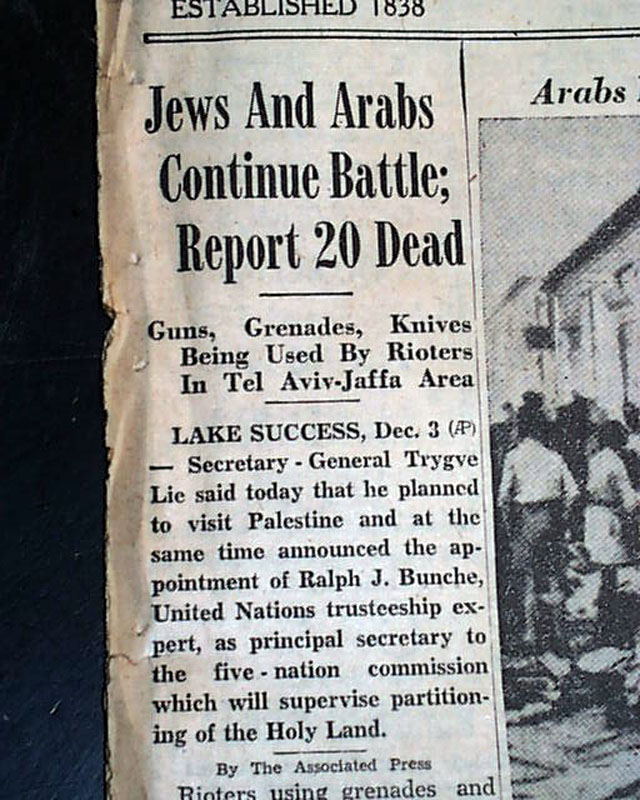 ESTABLISHED 1838
Jews And Arabs
Continue Battle;
Report 20 Dead
Guns, Grenades, Knives
Being Used By Rioters
In Tel Aviv-Jaffa Area
LAKE SUCCESS, Dec. 3 (AP)
— Secretary - General Trygve
Lie said today that he planned
to visit Palestine and at the
same time announced the ap-
pointment of Ralph J. Bunche,
United Nations trusteeship ex-
pert, as principal secretary to
the five - nation commission
which will supervise partition-
ing of the Holy Land.
By The Associated Press
Rioters using grenades and
Arabs